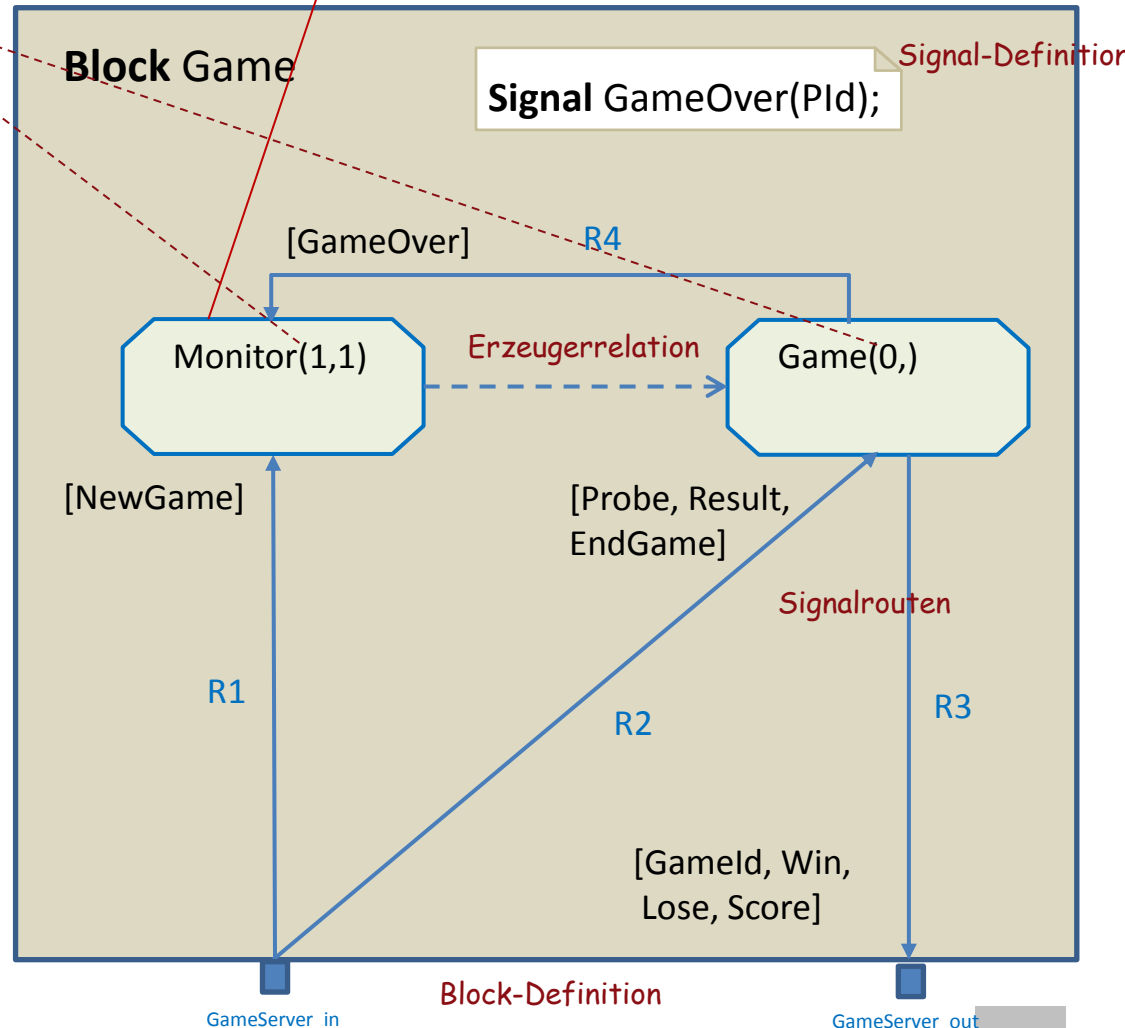 Block Game
Signal-Definition
Signal GameOver(PId);
[GameOver]
R4
Monitor(1,1)
Erzeugerrelation
Game(0,)
[NewGame]
[Probe, Result,
EndGame]
Signalrouten
R1
R2
R3
[GameId, Win,
Lose, Score]
Block-Definition
GameServer_in
GameServer_out